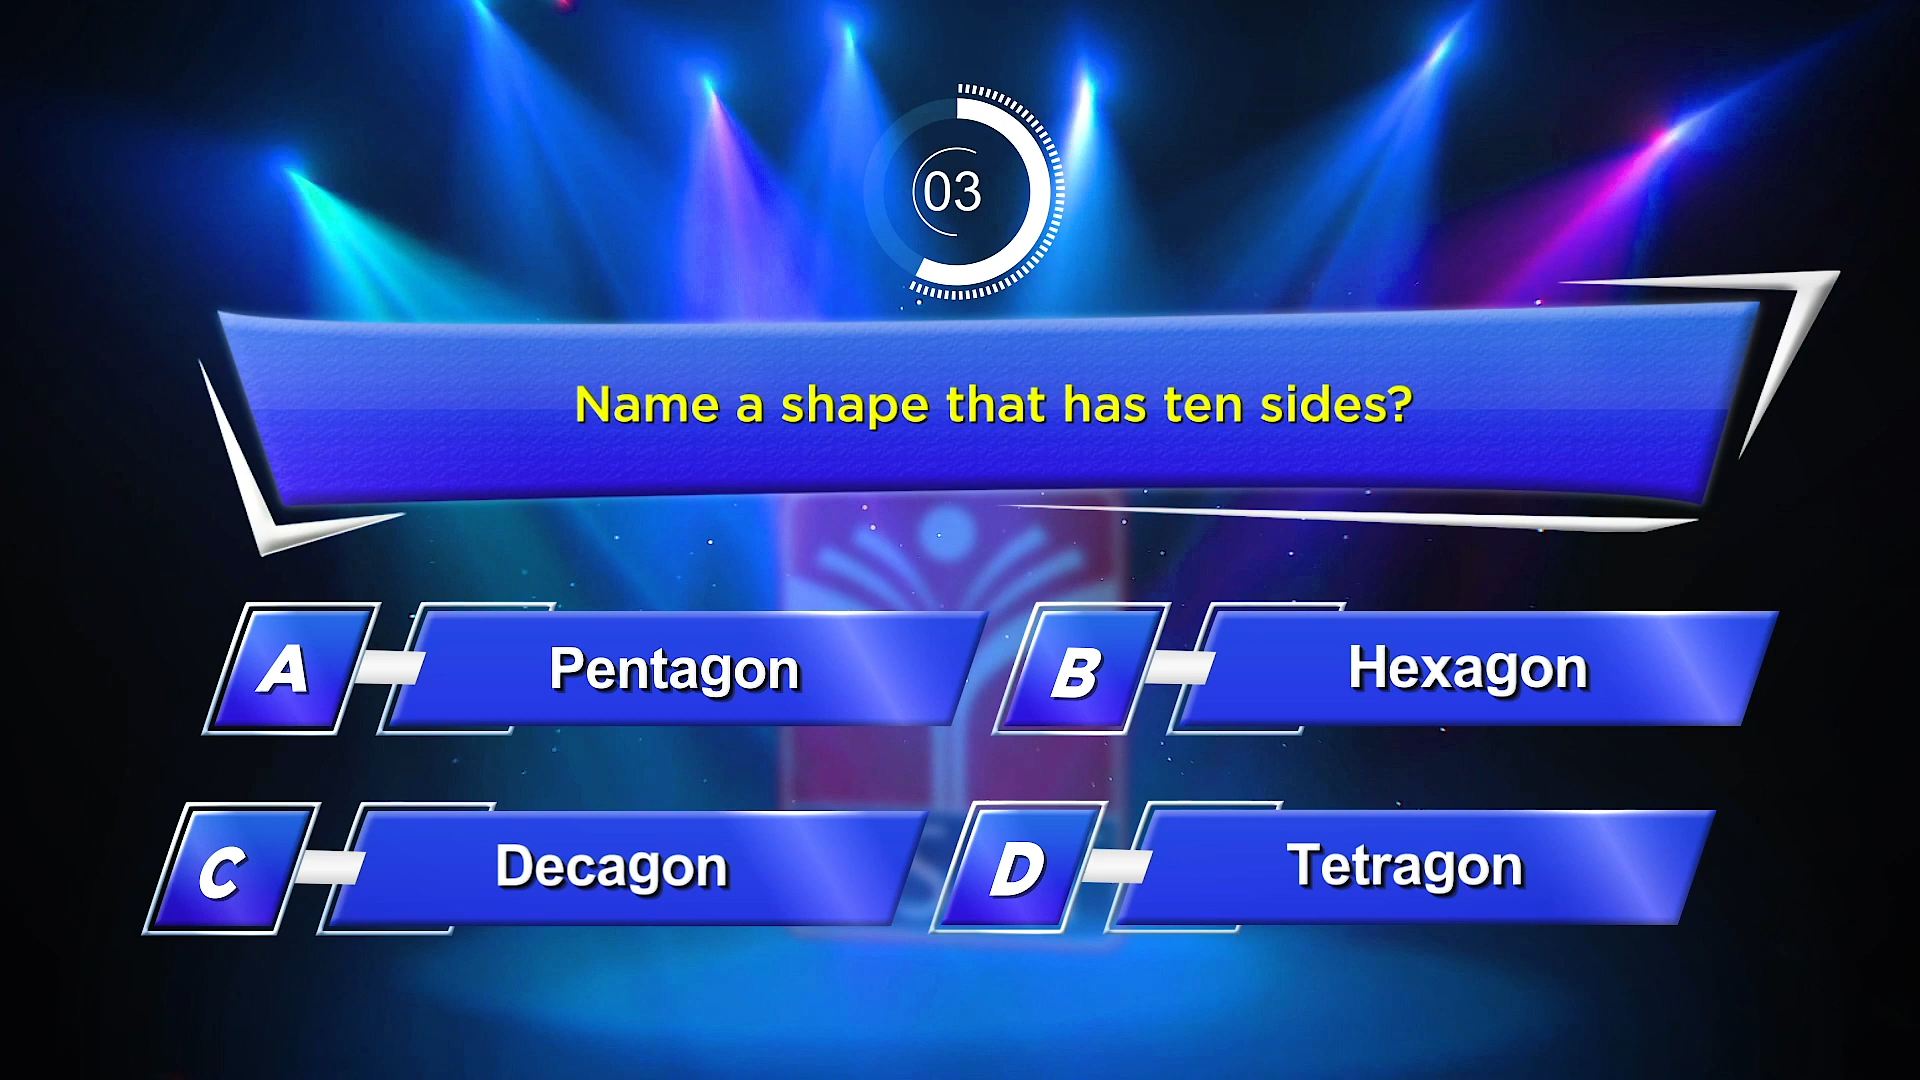 03
Name a shape that has ten sides?
A Pentagon
B Hexagon
C Decagon
D Tetragon